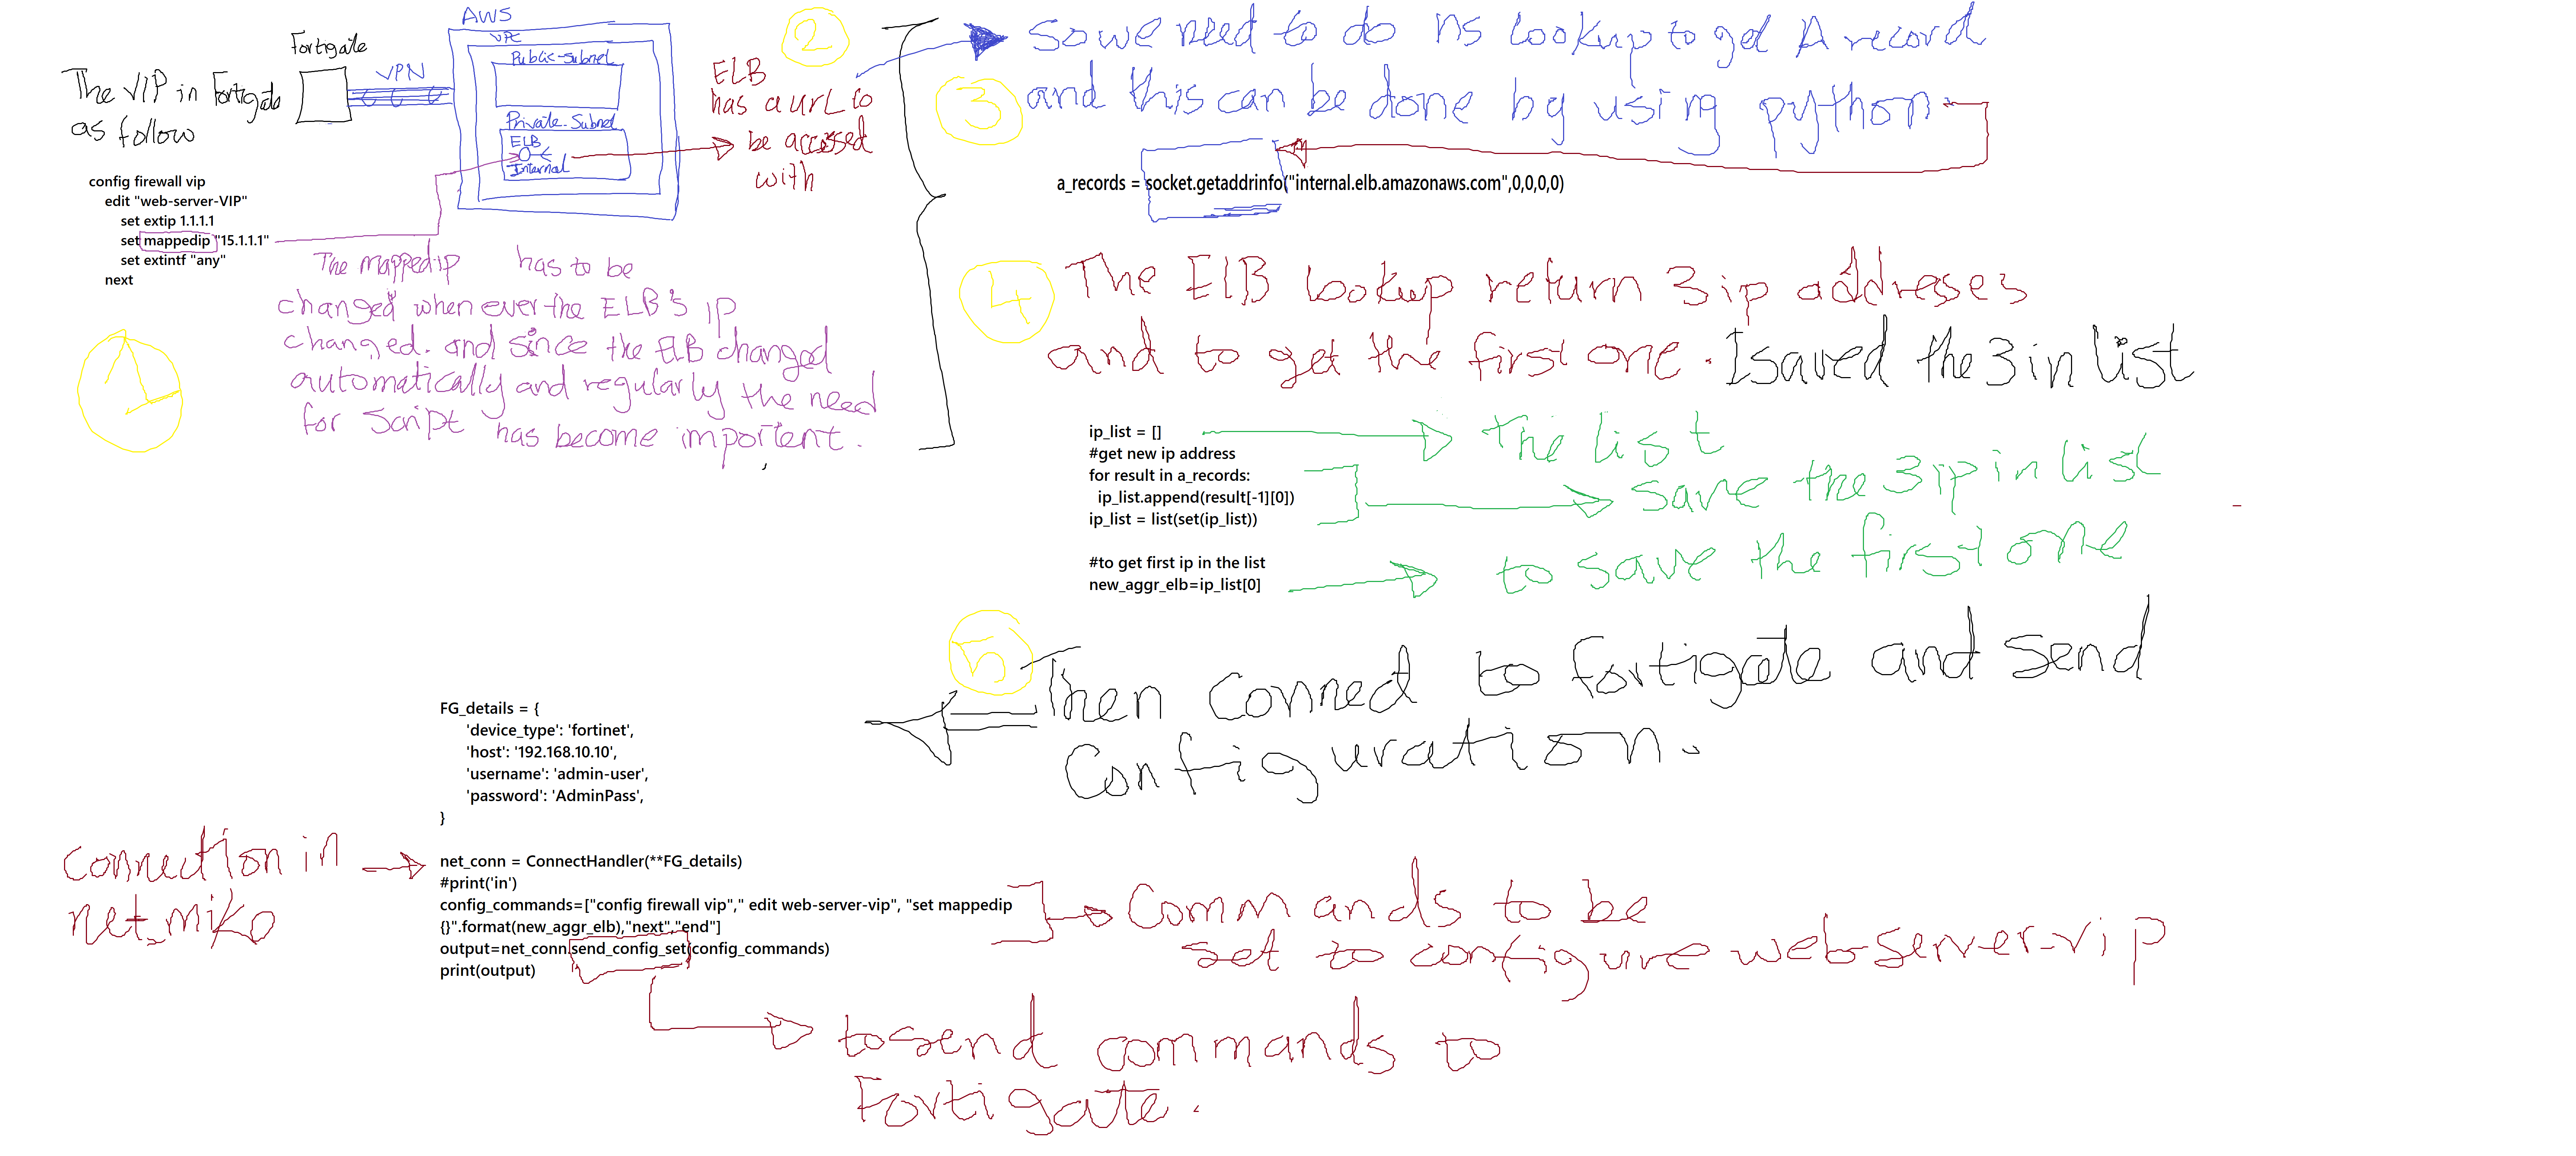 AWS
VPC
Public-Subnet
Private-Subnet
ELB
Internal
Fortigate
VPN
The VIP in Fortigate
as follow
config firewall vip
edit "web-server-VIP"
set extip 1.1.1.1
set mappedip "15.1.1.1"
set extintf "any"
next
1
The mappedip has to be
changed when ever the ELB's IP
changed. and since the ELB changed
automatically and regularly the need
for Script has become importent.
2
ELB
has a url to
be accessed
with
3
so we need to do ns lookup to get A record
and this can be done by using python.
a_records = socket.getaddrinfo("internal.elb.amazonaws.com",0,0,0,0)
4
The ElB lookup return 3 ip addreses
and to get the first one. I saved the 3 in list
ip_list = []
#get new ip address
for result in a_records:
ip_list.append(result[-1][0])
ip_list = list(set(ip_list))
#to get first ip in the list
new_aggr_elb=ip_list[0]
the list
save the 3 ip in list
to save the first one
5
Then Conned to fortigate and send
Configuration.
FG_details = {
'device_type': 'fortinet',
'host': '192.168.10.10',
'username': 'admin-user',
'password': 'AdminPass',
}
connection in
netmiko
net_conn = ConnectHandler(**FG_details)
#print('in')
config_commands=["config firewall vip"," edit web-server-vip", "set mappedip
{}".format(new_aggr_elb),"next","end"]
output=net_conn.send_config_set(config_commands)
print(output)
Commands to be
set to configure web-server-vip
to send commands to
Fortigate.